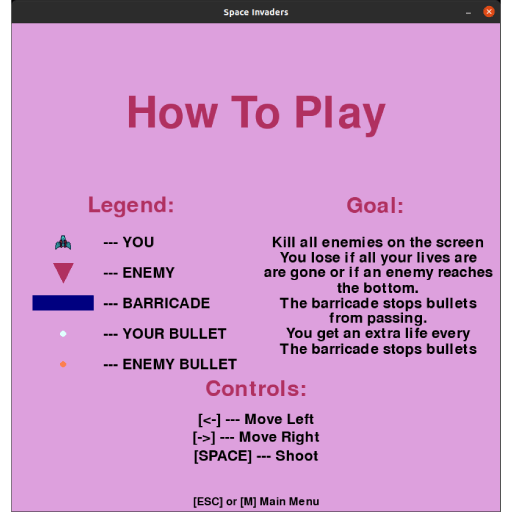 Space Invaders
How To Play
Legend:
--- YOU
--- ENEMY
--- BARRICADE
--- YOUR BULLET
--- ENEMY BULLET
Goal:
Kill all enemies on the screen
You lose if all your lives are
are gone or if an enemy reaches
the bottom.
The barricade stops bullets
from passing.
You get an extra life every
The barricade stops bullets
Controls:
[<-] --- Move Left
[->] --- Move Right
[SPACE] --- Shoot
[ESC] or [M] Main Menu